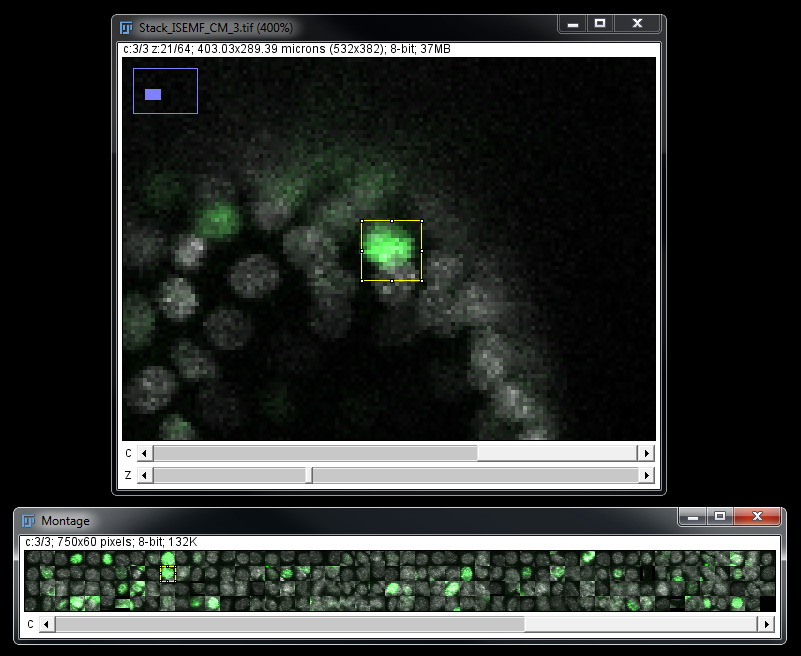 Stack_ISEMF_CM_3.tif (400%)
c:3/3 z:21/64; 403.03x289.39 microns (532x382); 8-bit; 37MB
C
Z
Montage
c:3/3; 750x60 pixels; 8-bit; 132K
C